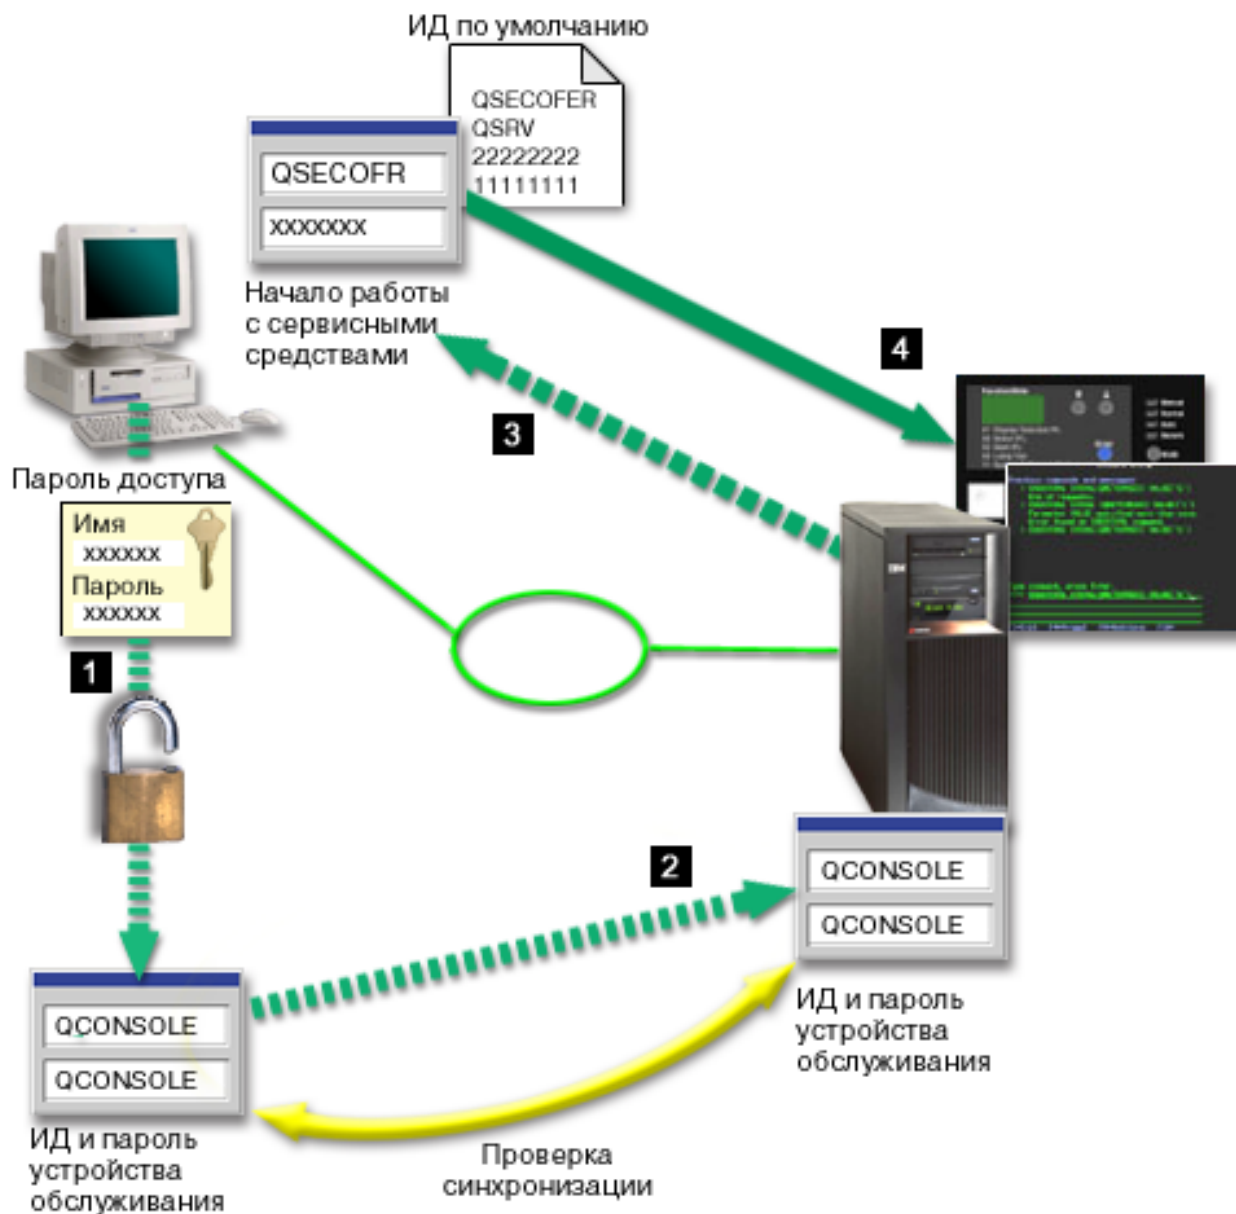 ИД по умолчанию
QSECOFER
QSRV
22222222
11111111
QSECOFR
xxxxxxx
Начало работы
с сервисными
средствами
4
3
Пароль доступа
Имя
xxxxxx
Пароль
xxxxxx
1
IBM
2
QCONSOLE
QCONSOLE
ИД и пароль
устройства
обслуживания
QCONSOLE
QCONSOLE
ИД и пароль
устройства
обслуживания
Проверка
синхронизации